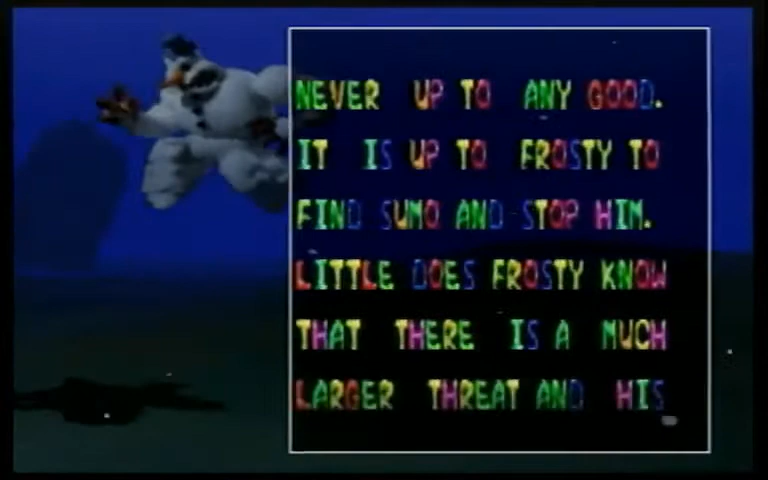 NEVER UP TO ANY GOOD.
IT IS UP TO FROSTY TO
FIND SUMO AND STOP HIM.
LITTLE DOES FROSTY KNOW
THAT THERE IS A MUCH
LARGER THREAT AND HIS